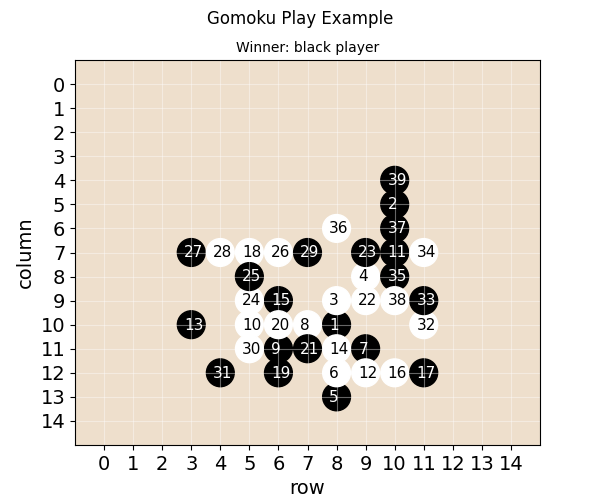 Gomoku Play Example
Winner: black player
0
1
2
3
4 39
5 2
6 36 37
7 27 28 18 26 29 23 11 34
8 25 4 35
9 24 15 3 22 38 33
10 13 10 20 8 1 32
11 30 9 21 14 7
12 31 19 6 12 16 17
13 5
14
column
0 1 2 3 4 5 6 7 8 9 10 11 12 13 14
row